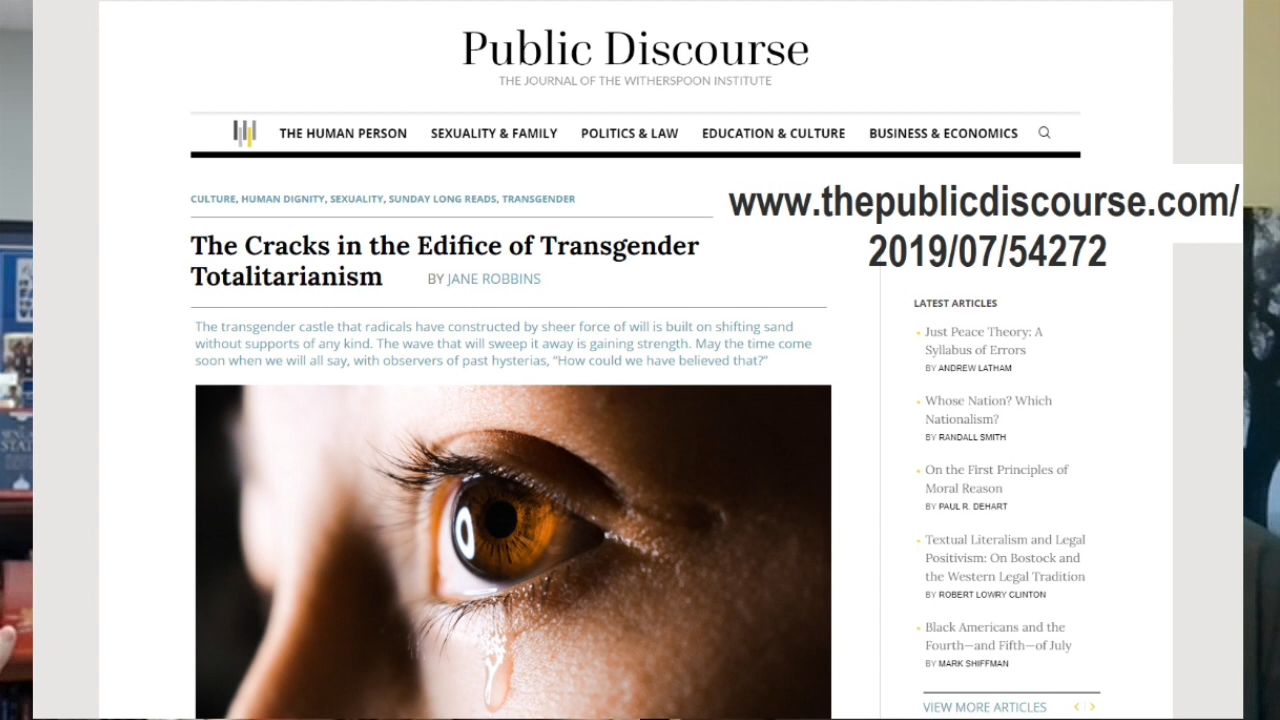 Public Discourse
THE JOURNAL OF THE WITHERSPOON INSTITUTE
THE HUMAN PERSON SEXUALITY & FAMILY POLITICS & LAW EDUCATION & CULTURE BUSINESS & ECONOMICS
CULTURE, HUMAN DIGNITY, SEXUALITY, SUNDAY LONG READS, TRANSGENDER
www.thepublicdiscourse.com/
2019/07/54272
The Cracks in the Edifice of Transgender
Totalitarianism BY JANE ROBBINS
The transgender castle that radicals have constructed by sheer force of will is built on shifting sand
without supports of any kind. The wave that will sweep it away is gaining strength. May the time come
soon when we will all say, with observers of past hysterias, “How could we have believed that?”
LATEST ARTICLES
Just Peace Theory: A
Syllabus of Errors
BY ANDREW LATHAM
Whose Nation? Which
Nationalism?
BY RANDALL SMITH
On the First Principles of
Moral Reason
BY PAUL R. DEHART
Textual Literalism and Legal
Positivism: On Bostock and
the Western Legal Tradition
BY ROBERT LOWRY CLINTON
Black Americans and the
Fourth—and Fifth—of July
BY MARK SHIFFMAN
VIEW MORE ARTICLES